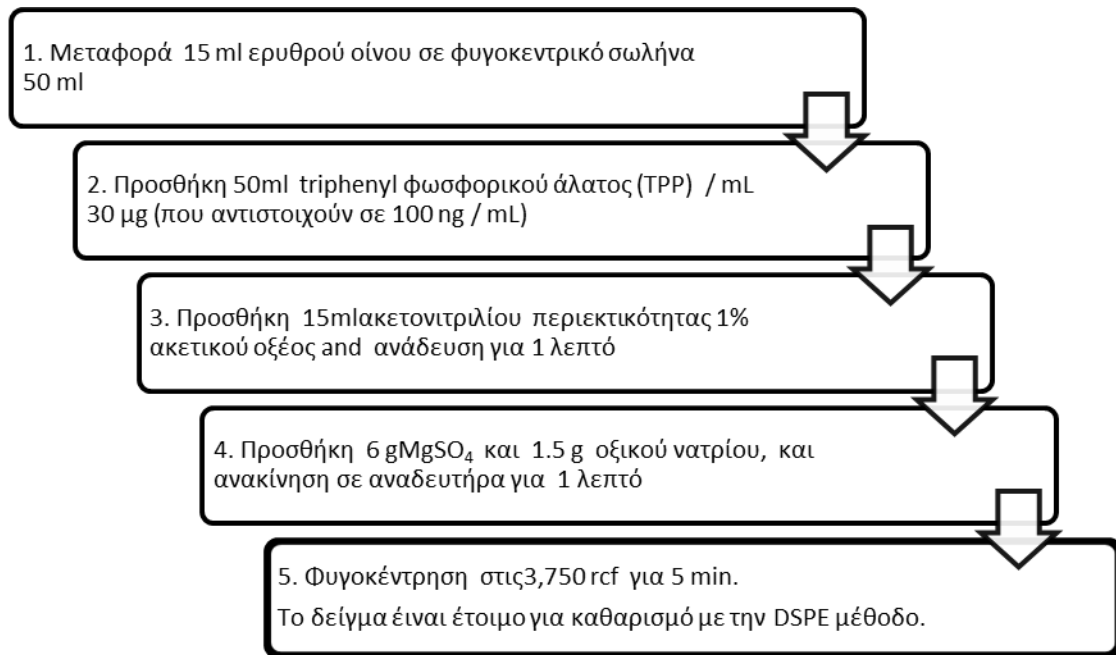 1. Μεταφορά 15 ml ερυθρού οίνου σε φυγοκεντρικό σωλήνα
50 ml
2. Προσθήκη 50ml triphenyl φωσφορικού άλατος (TPP) / mL
30 μg (που αντιστοιχούν σε 100 ng / mL)
3. Προσθήκη 15mlακετονιτριλίου περιεκτικότητας 1%
ακετικού οξέος and ανάδευση για 1 λεπτό
4. Προσθήκη 6 gMgSO₄ και 1.5 g οξικού νατρίου, και
ανακίνηση σε αναδευτήρα για 1 λεπτό
5. Φυγοκέντρηση στις3,750 rcf για 5 min.
Το δείγμα έιναι έτοιμο για καθαρισμό με την DSPE μέθοδο.